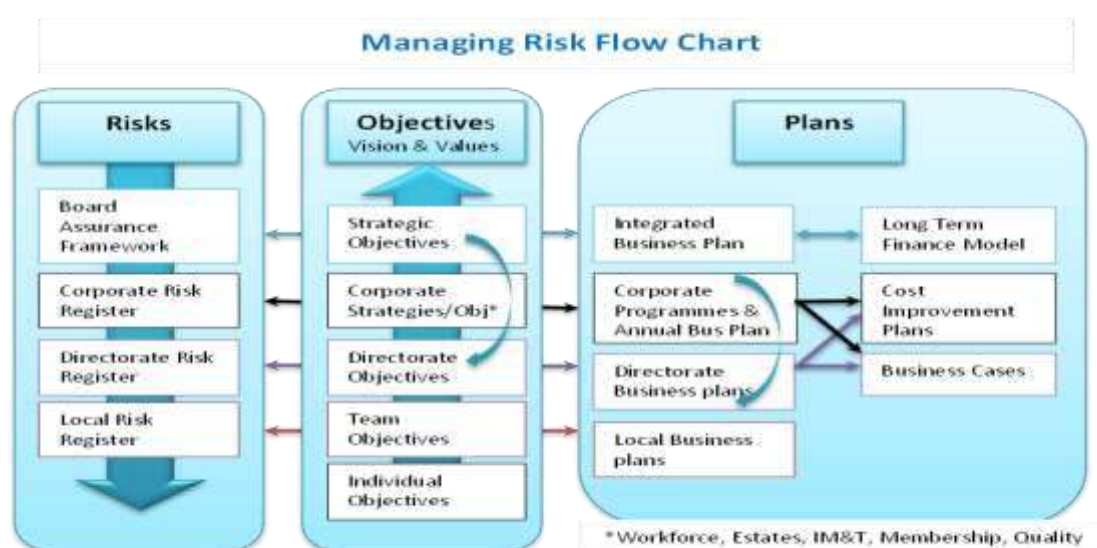 Managing Risk Flow Chart
Risks
Board
Assurance
Framework
Corporate Risk
Register
Directorate Risk
Register
Local Risk
Register
Objectives
Vision & Values
Strategic
Objectives
Corporate
Strategies/Obj*
Directorate
Objectives
Team
Objectives
Individual
Objectives
Plans
Integrated
Business Plan
Corporate
Programmes &
Annual Bus Plan
Directorate
Business plans
Local Business
plans
Long Term
Finance Model
Cost
Improvement
Plans
Business Cases
*Workforce, Estates, IM&T, Membership, Quality